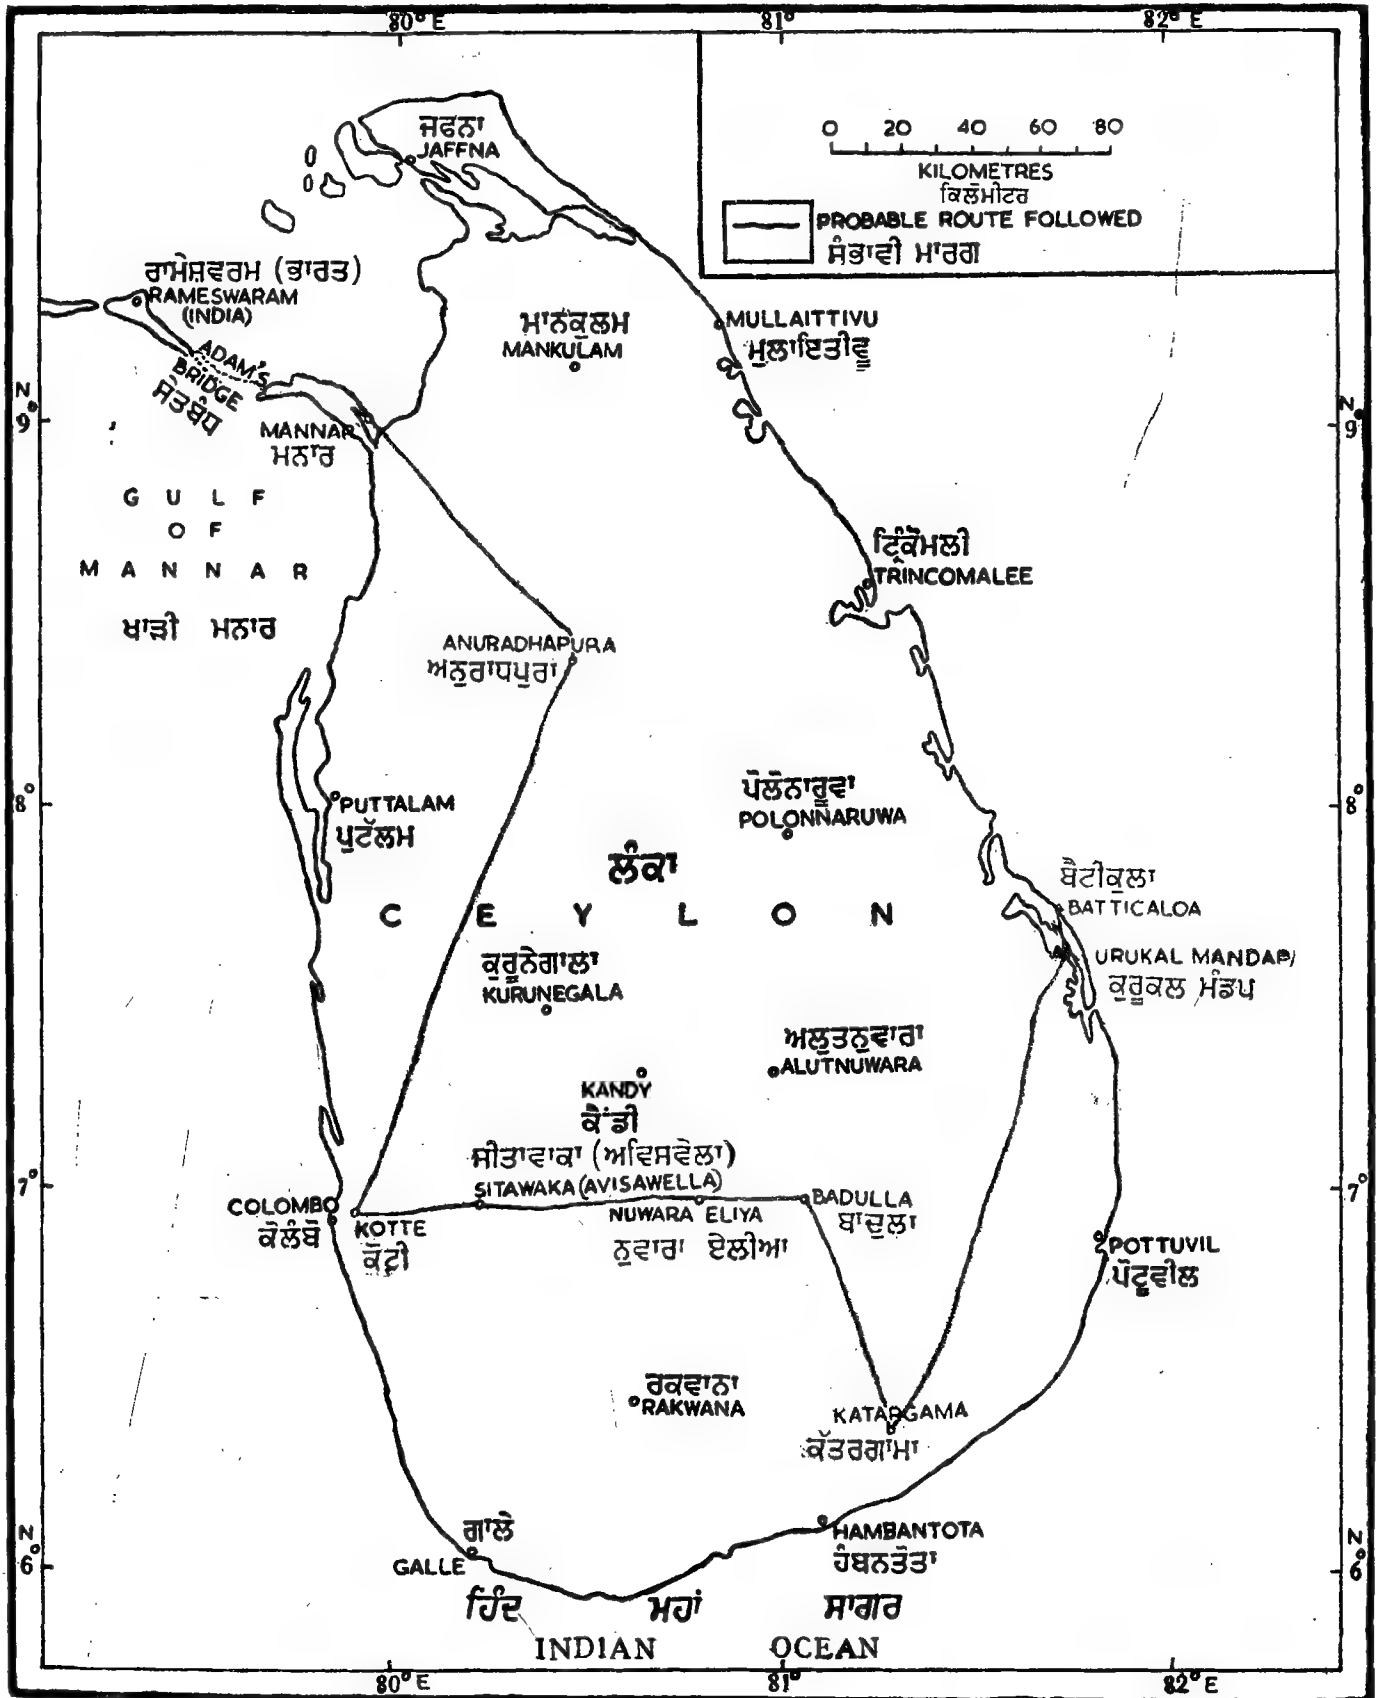 80° E
81°
82° E
ਜਫਨਾ
JAFFNA
0 20 40 60 80
KILOMETRES
ਕਿਲੋਮੀਟਰ
PROBABLE ROUTE FOLLOWED
ਸੰਭਾਵੀ ਮਾਰਗ
ਰਾਮੇਸ਼ਵਰਮ (ਭਾਰਤ)
RAMESWARAM
(INDIA)
ADAM'S
BRIDGE
ਸੇਤਬੰਧ
ਮਾਨਕੁਲਮ
MANKULAM
MULLAITTIVU
ਮੁਲਾਇਤੀਵੂ
N
9°
N
9°
MANNAR
ਮਨਾਰ
GULF
OF
MANNAR
ਖਾੜੀ ਮਨਾਰ
ਟ੍ਰਿੰਕੋਮਲੀ
TRINCOMALEE
ANURADHAPURA
ਅਨੁਰਾਧਪੁਰਾ
8°
8°
PUTTALAM
ਪੁਟੱਲਮ
ਪੋਲੋਨਾਰੂਵਾ
POLONNARUWA
ਲੰਕਾ
CEYLON
ਬੈਟੀਕੁਲਾ
BATTICALOA
URUKAL MANDAP/
ਕੁਰੂਕਲ ਮੰਡਪ
ਕੁਰੂਨੇਗਾਲਾ
KURUNEGALA
ਅਲੁਤਨੁਵਾਰਾ
ALUTNUWARA
KANDY
ਕੈਂਡੀ
ਸੀਤਾਵਾਕਾ (ਅਵਿਸਵੇਲਾ)
SITAWAKA (AVISAWELLA)
7°
7°
COLOMBO
ਕੋਲੰਬੋ
KOTTE
ਕੋਟੀ
NUWARA ELIYA
ਨੁਵਾਰਾ ਏਲੀਆ
BADULLA
ਬਾਦੁਲਾ
POTTUVIL
ਪੋਟੂਵੀਲ
ਰਕਵਾਨਾ
RAKWANA
KATARGAMA
ਕੱਤਰਗਾਮਾ
ਗਾਲੇ
GALLE
HAMBANTOTA
ਹੰਬਨਤੋਤਾ
N
6°
N
6°
ਹਿੰਦ ਮਹਾਂ ਸਾਗਰ
INDIAN OCEAN
80° E
81°
82° E